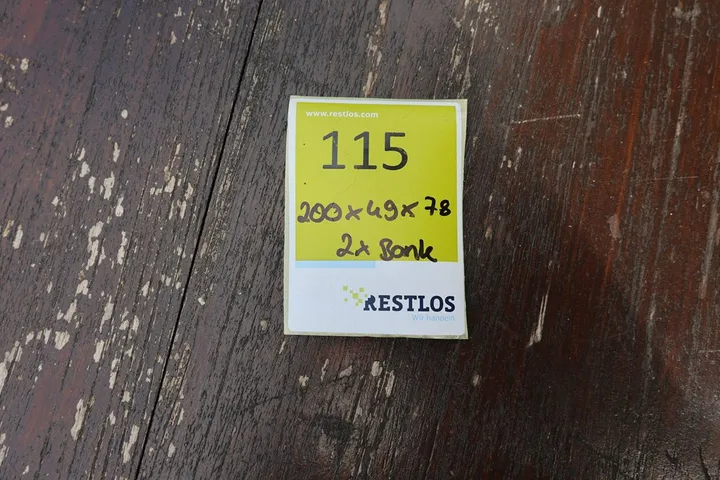 www.restlos.com
115
200x49x78
2x Bank
RESTLOS
Wir handeln.